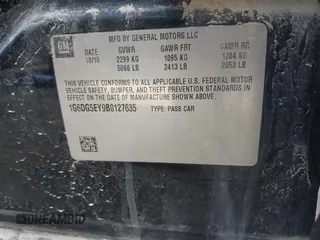 GM MFD BY GENERAL MOTORS LLC
DATE GVWR GAWR FRT GAWR RR
10/10 2299 KG 1095 KG 1204 KG
5066 LB 2413 LB 2653 LB
THIS VEHICLE CONFORMS TO ALL APPLICABLE U.S. FEDERAL MOTOR
VEHICLE SAFETY, BUMPER, AND THEFT PREVENTION STANDARDS IN
EFFECT ON THE DATE OF MANUFACTURE SHOWN ABOVE.
1G6DG5EY9B0127635 TYPE: PASS CAR
DREAMBID